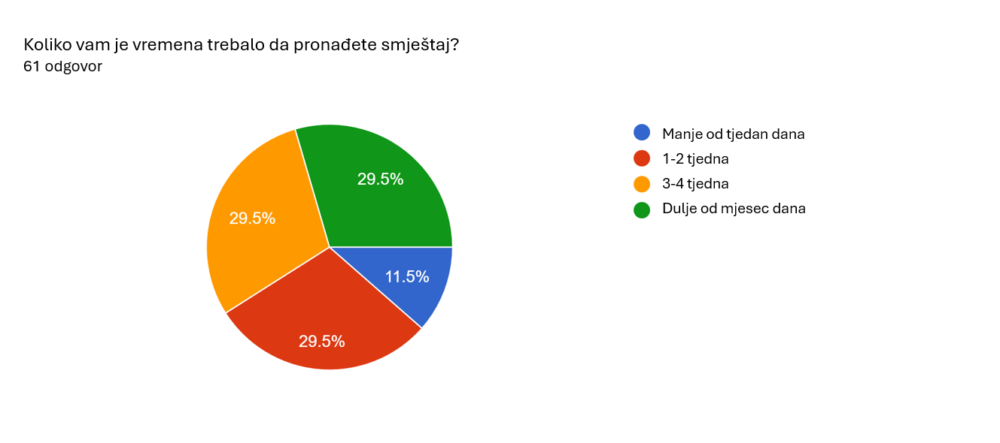 Koliko vam je vremena trebalo da pronađete smještaj?
61 odgovor
29.5%
29.5%
11.5%
29.5%
Manje od tjedan dana
1-2 tjedna
3-4 tjedna
Dulje od mjesec dana